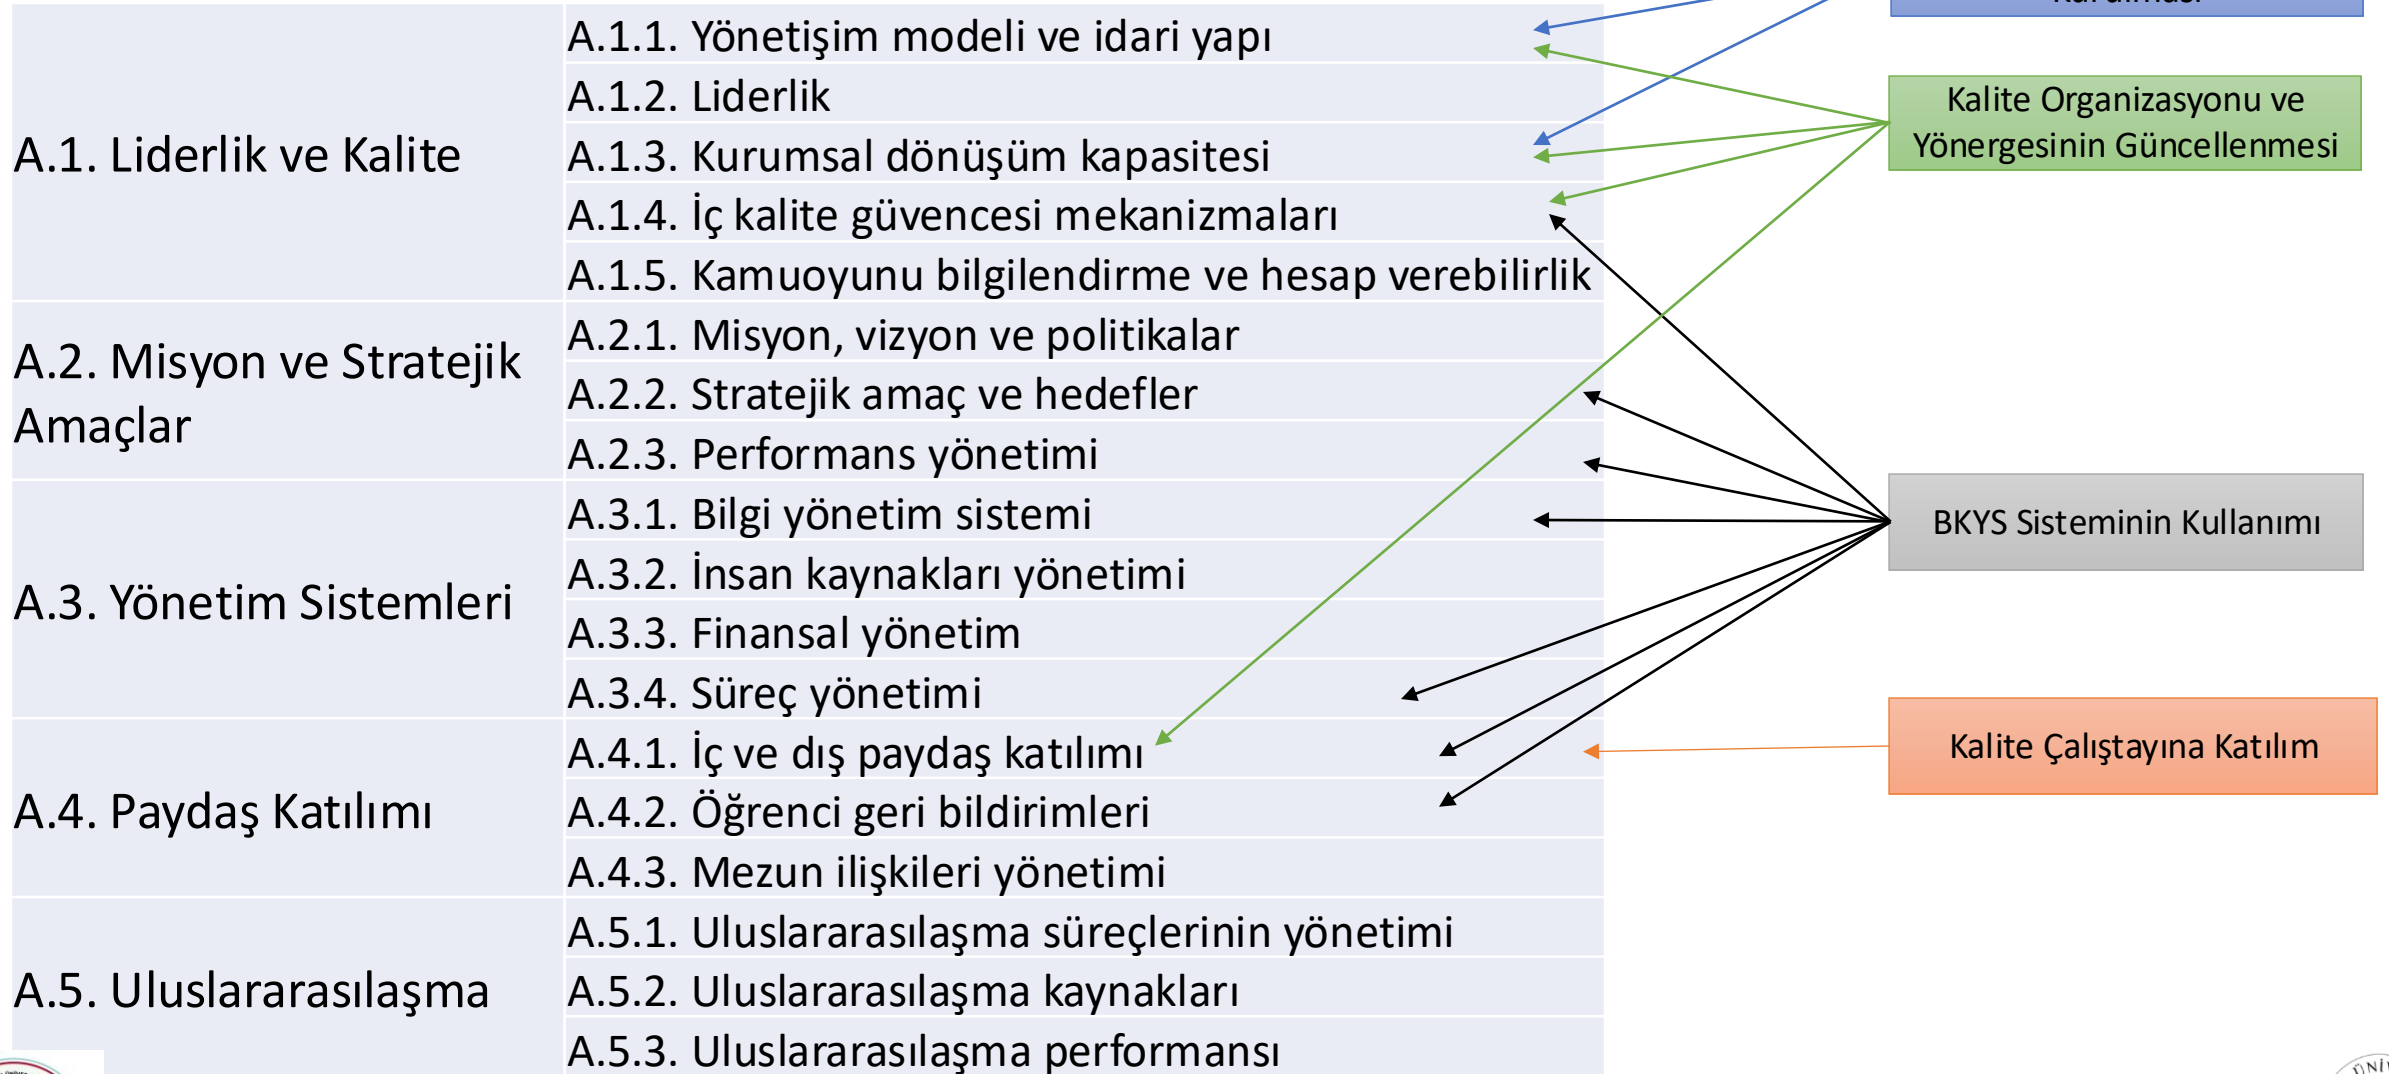 A.1. Liderlik ve Kalite
A.1.1. Yönetişim modeli ve idari yapı
A.1.2. Liderlik
A.1.3. Kurumsal dönüşüm kapasitesi
A.1.4. İç kalite güvencesi mekanizmaları
A.1.5. Kamuoyunu bilgilendirme ve hesap verebilirlik
A.2. Misyon ve Stratejik
Amaçlar
A.2.1. Misyon, vizyon ve politikalar
A.2.2. Stratejik amaç ve hedefler
A.2.3. Performans yönetimi
A.3. Yönetim Sistemleri
A.3.1. Bilgi yönetim sistemi
A.3.2. İnsan kaynakları yönetimi
A.3.3. Finansal yönetim
A.3.4. Süreç yönetimi
A.4. Paydaş Katılımı
A.4.1. İç ve dış paydaş katılımı
A.4.2. Öğrenci geri bildirimleri
A.4.3. Mezun ilişkileri yönetimi
A.5. Uluslararasılaşma
A.5.1. Uluslararasılaşma süreçlerinin yönetimi
A.5.2. Uluslararasılaşma kaynakları
A.5.3. Uluslararasılaşma performansı
Kalite Organizasyonu ve
Yönergesinin Güncellenmesi
BKYS Sisteminin Kullanımı
Kalite Çalıştayına Katılım